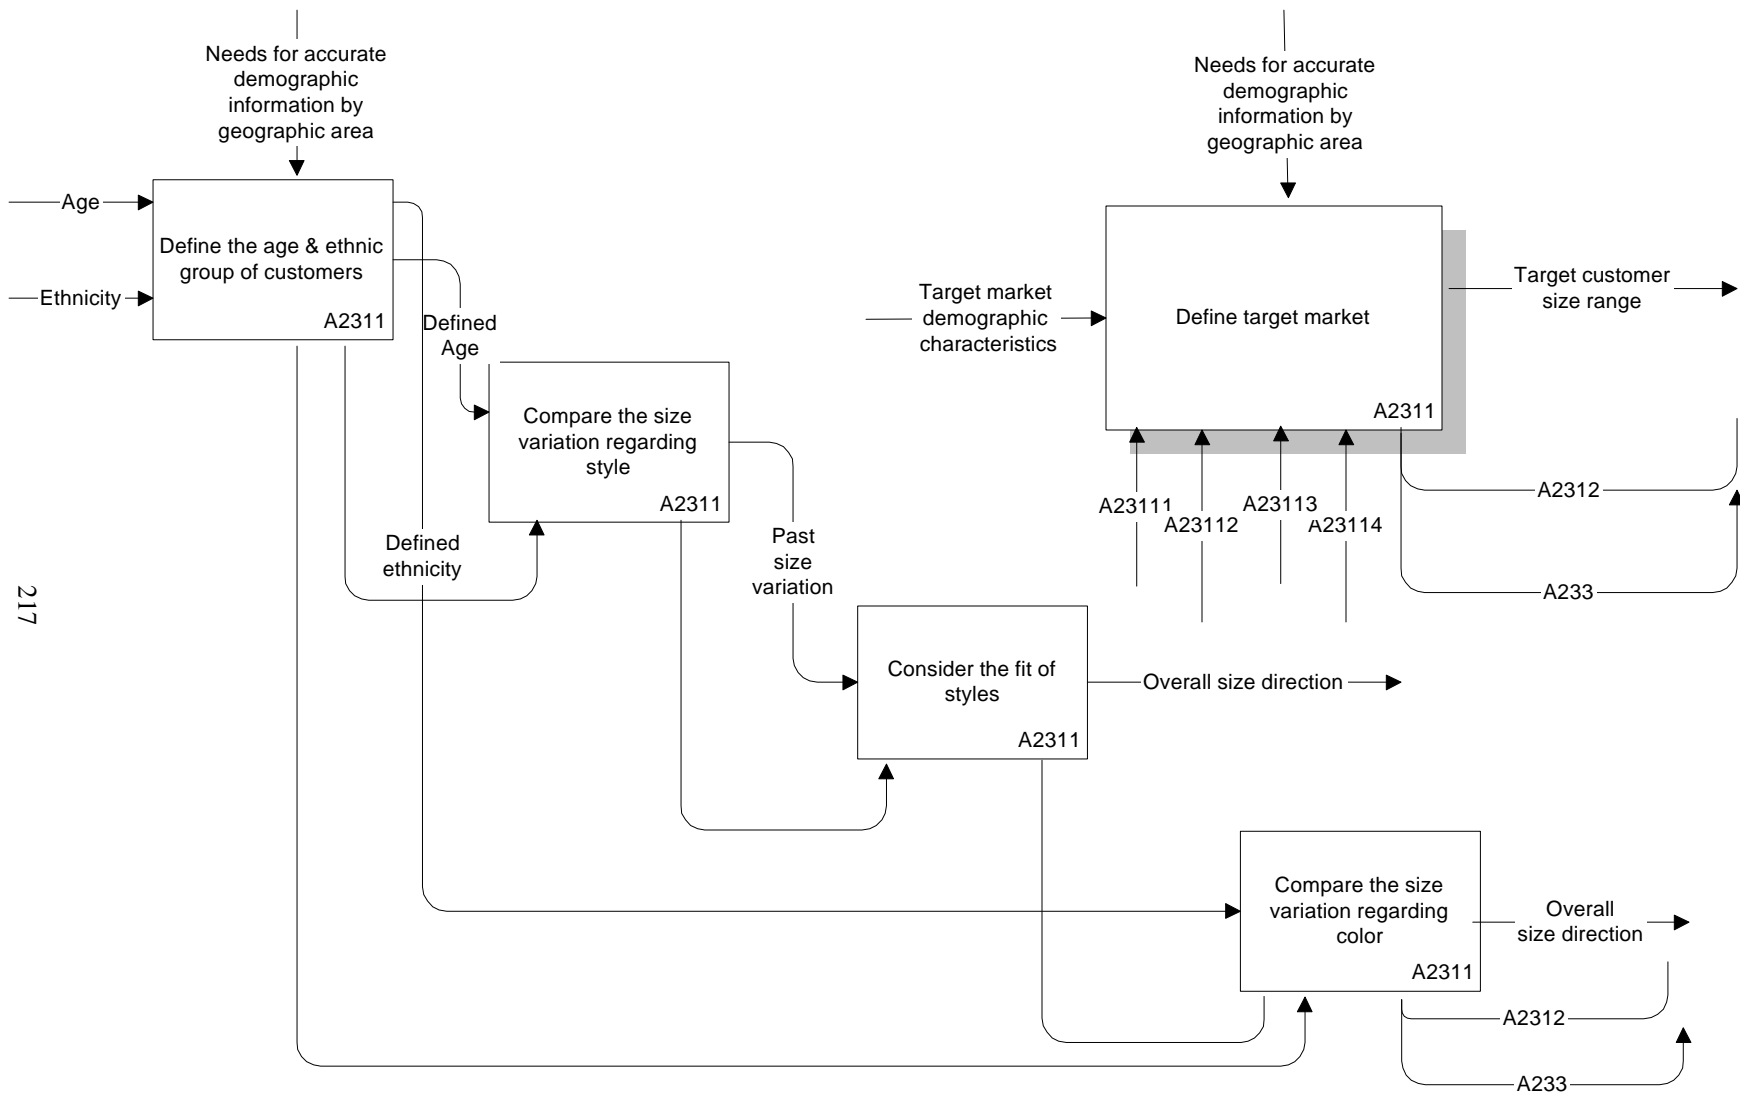 Needs for accurate
demographic
information by
geographic area
Age
Ethnicity
Define the age & ethnic
group of customers
A2311
Defined
Age
Compare the size
variation regarding
style
A2311
Defined
ethnicity
Past
size
variation
Consider the fit of
styles
A2311
Overall size direction
Compare the size
variation regarding
color
A2311
Overall
size direction
A2312
A233
Needs for accurate
demographic
information by
geographic area
Target market
demographic
characteristics
Define target market
A2311
Target customer
size range
A23111
A23112
A23113
A23114
A2312
A233
217